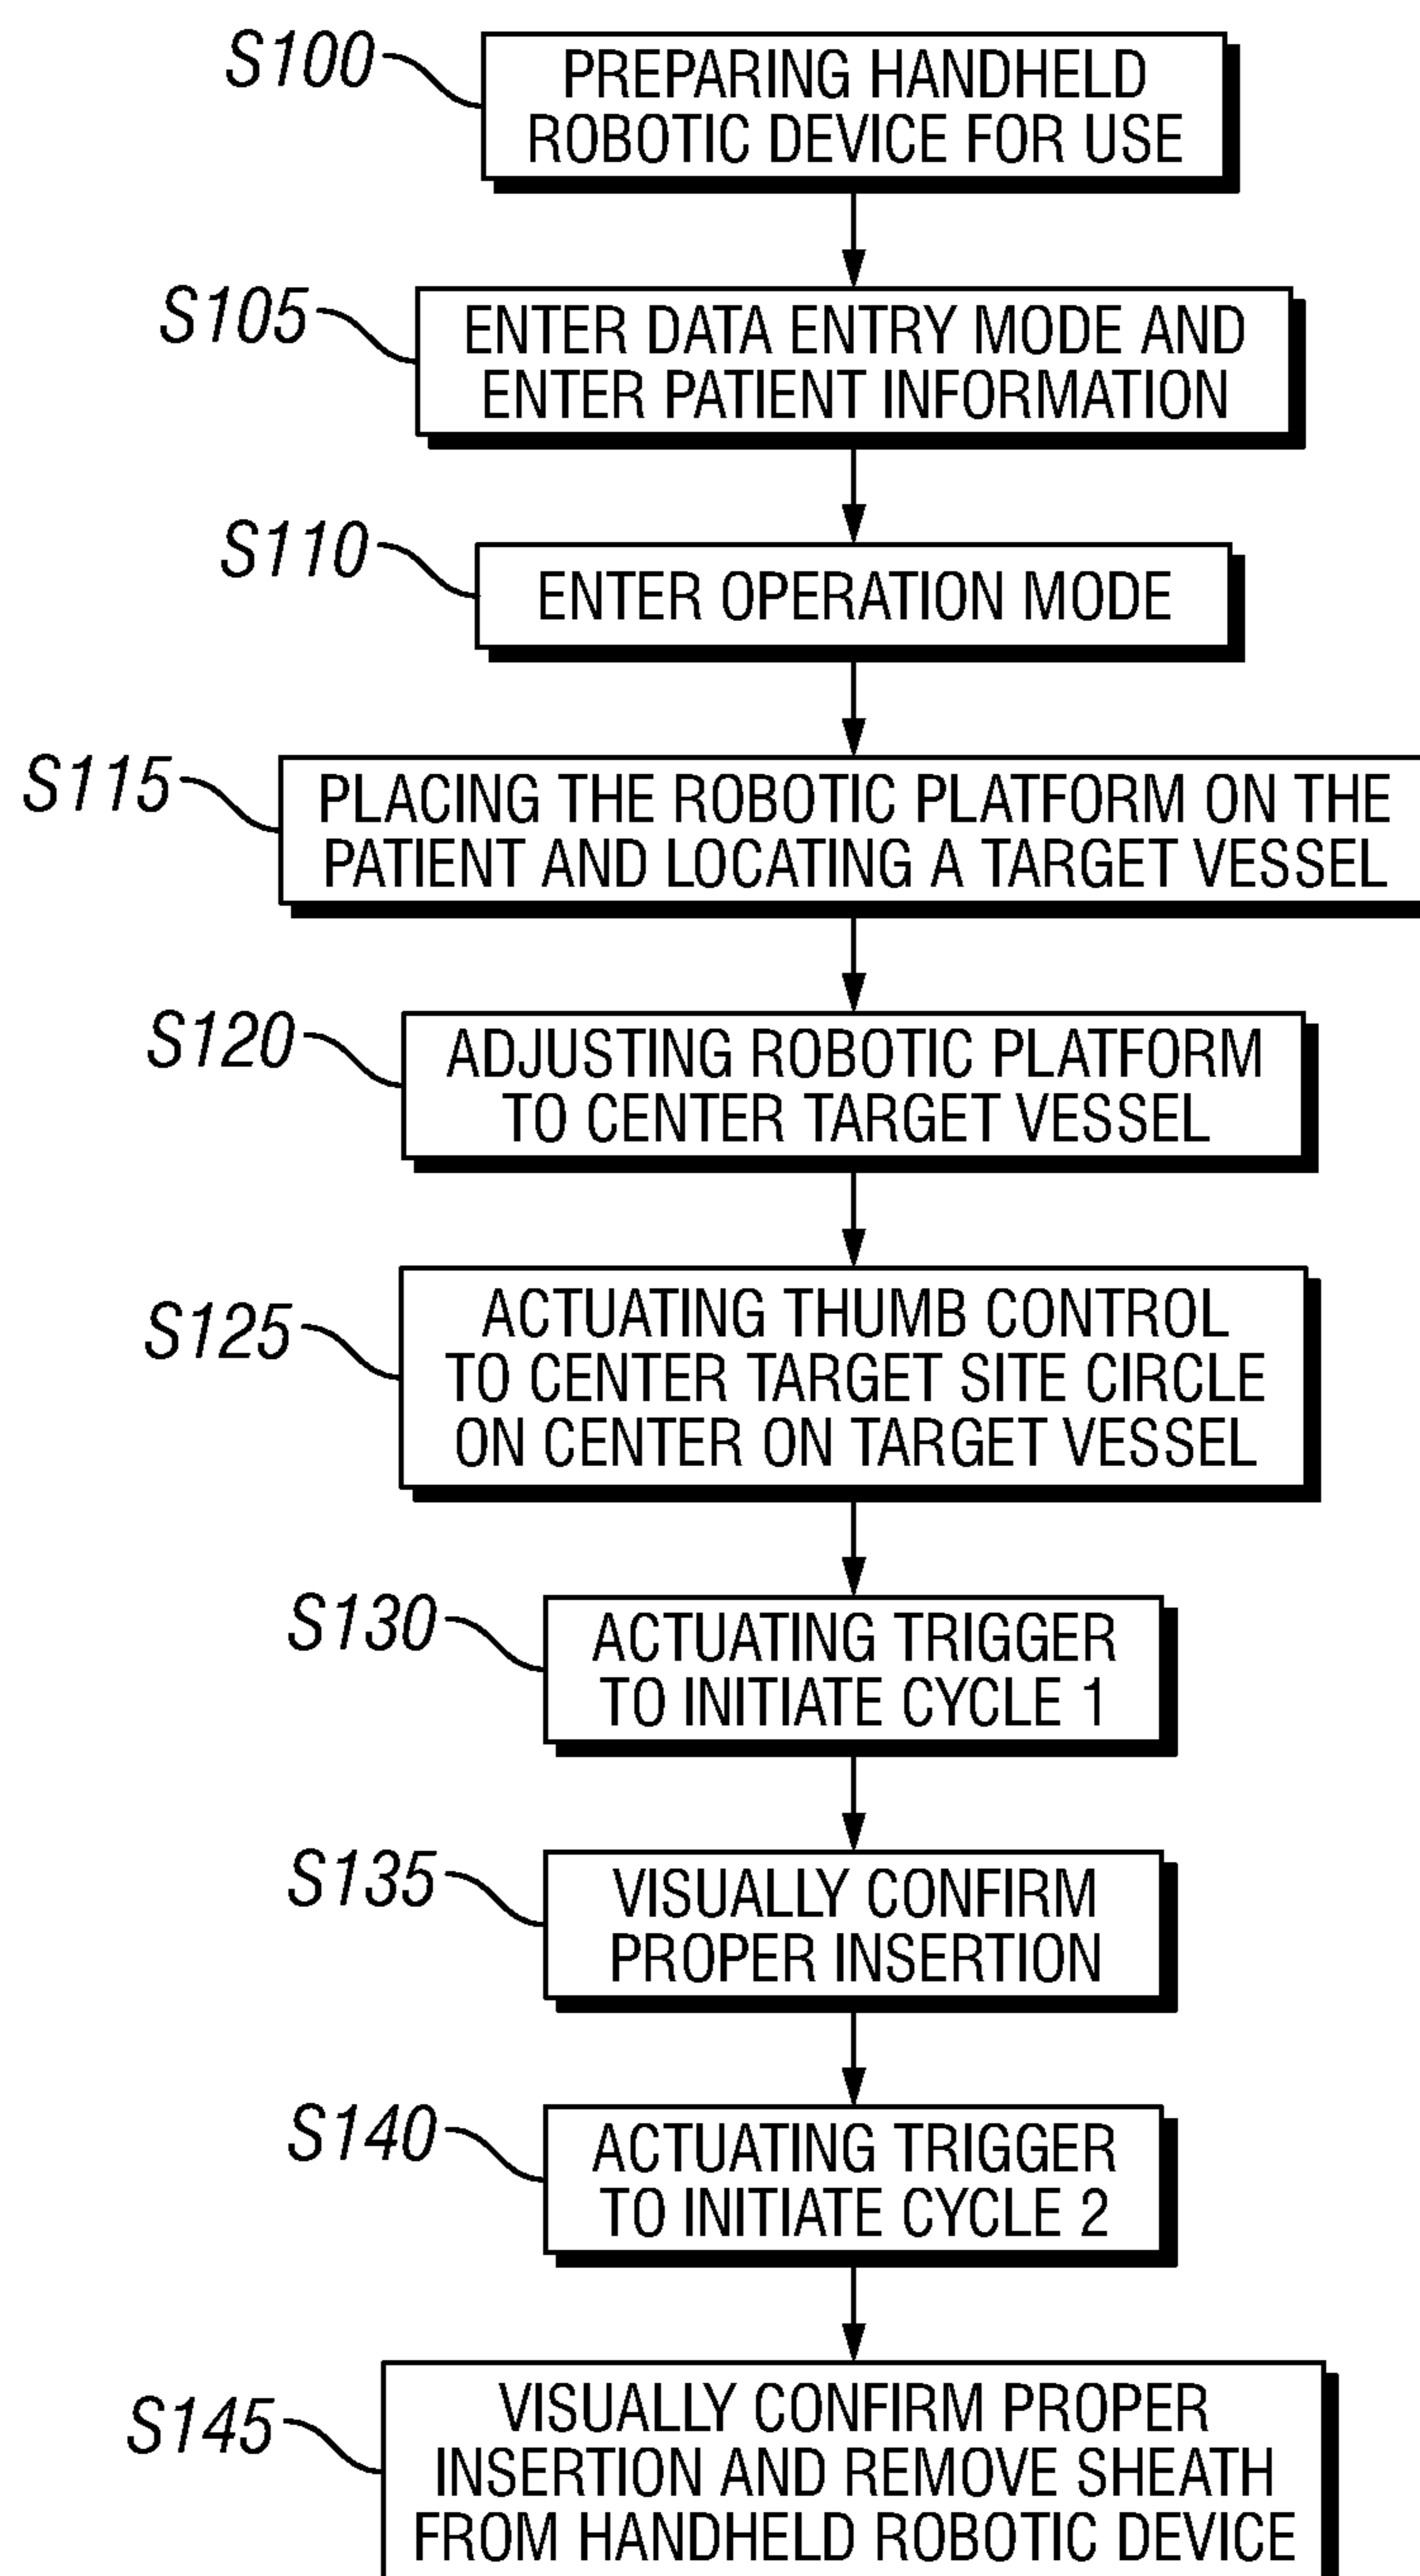 S100
PREPARING HANDHELD
ROBOTIC DEVICE FOR USE
S105
ENTER DATA ENTRY MODE AND
ENTER PATIENT INFORMATION
S110
ENTER OPERATION MODE
S115
PLACING THE ROBOTIC PLATFORM ON THE
PATIENT AND LOCATING A TARGET VESSEL
S120
ADJUSTING ROBOTIC PLATFORM
TO CENTER TARGET VESSEL
S125
ACTUATING THUMB CONTROL
TO CENTER TARGET SITE CIRCLE
ON CENTER ON TARGET VESSEL
S130
ACTUATING TRIGGER
TO INITIATE CYCLE 1
S135
VISUALLY CONFIRM
PROPER INSERTION
S140
ACTUATING TRIGGER
TO INITIATE CYCLE 2
S145
VISUALLY CONFIRM PROPER
INSERTION AND REMOVE SHEATH
FROM HANDHELD ROBOTIC DEVICE